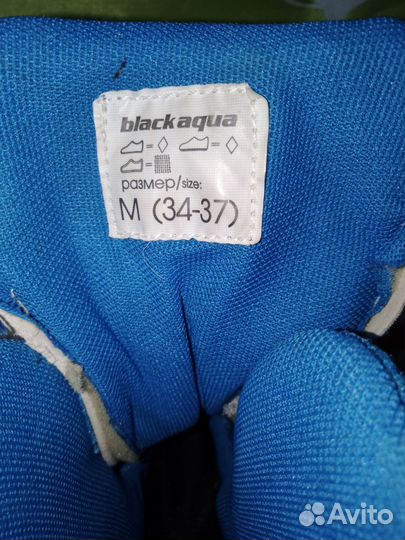 blackaqua
= ◊ = ◊
=
размер/size:
M (34-37)
Avito